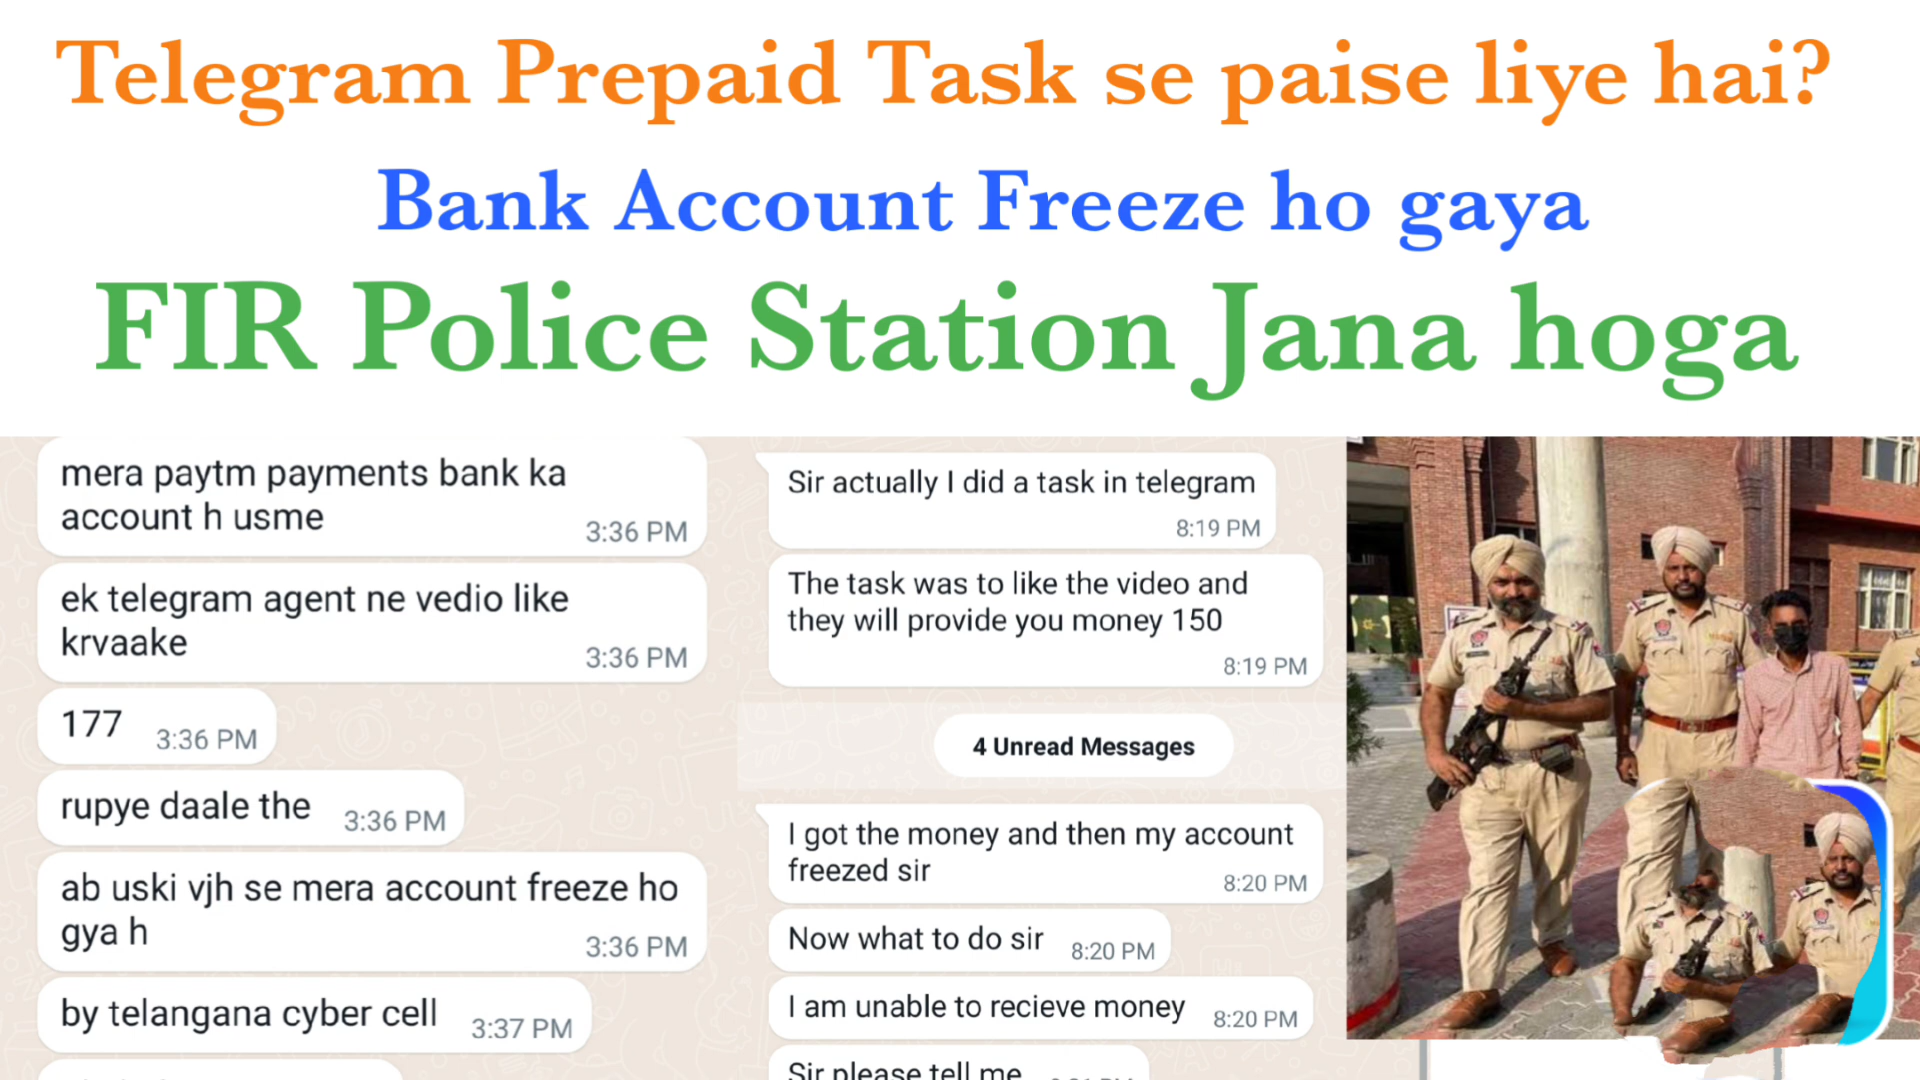 Telegram Prepaid Task se paise liye hai?
Bank Account Freeze ho gaya
FIR Police Station Jana hoga
mera paytm payments bank ka
account h usme
3:36 PM
ek telegram agent ne vedio like
krvaake
3:36 PM
177 3:36 PM
rupye daale the 3:36 PM
ab uski vjh se mera account freeze ho
gya h
3:36 PM
by telangana cyber cell 3:37 PM
Sir actually I did a task in telegram
8:19 PM
The task was to like the video and
they will provide you money 150
8:19 PM
4 Unread Messages
I got the money and then my account
freezed sir
8:20 PM
Now what to do sir 8:20 PM
I am unable to recieve money 8:20 PM
Sir please tell me